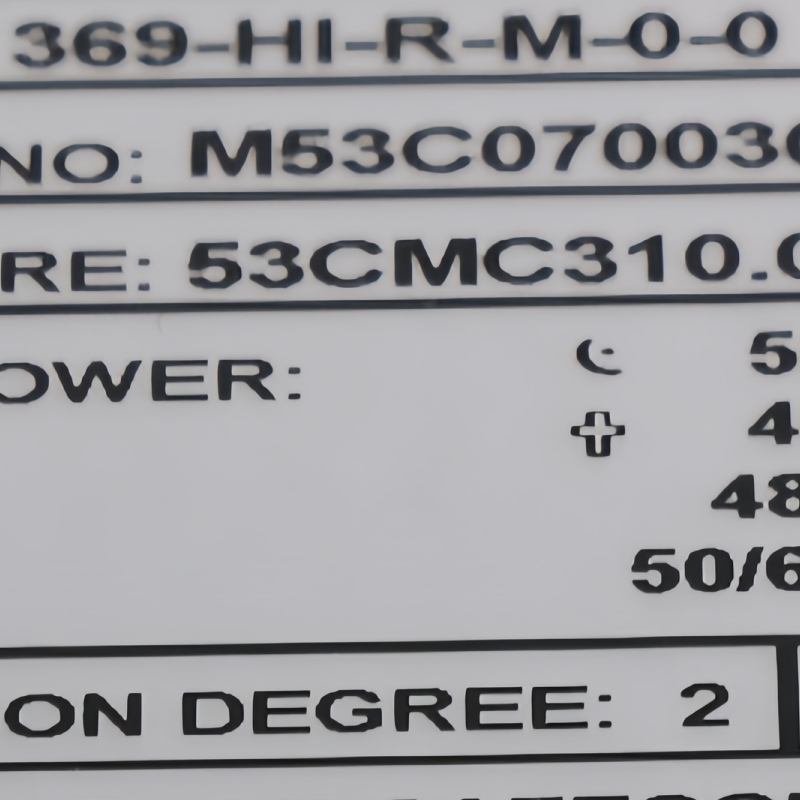 369-HI-R-M-0-0
NO: M53C07003
RE: 53CMC310.
OWER: 5
4
48
50/6
ON DEGREE: 2